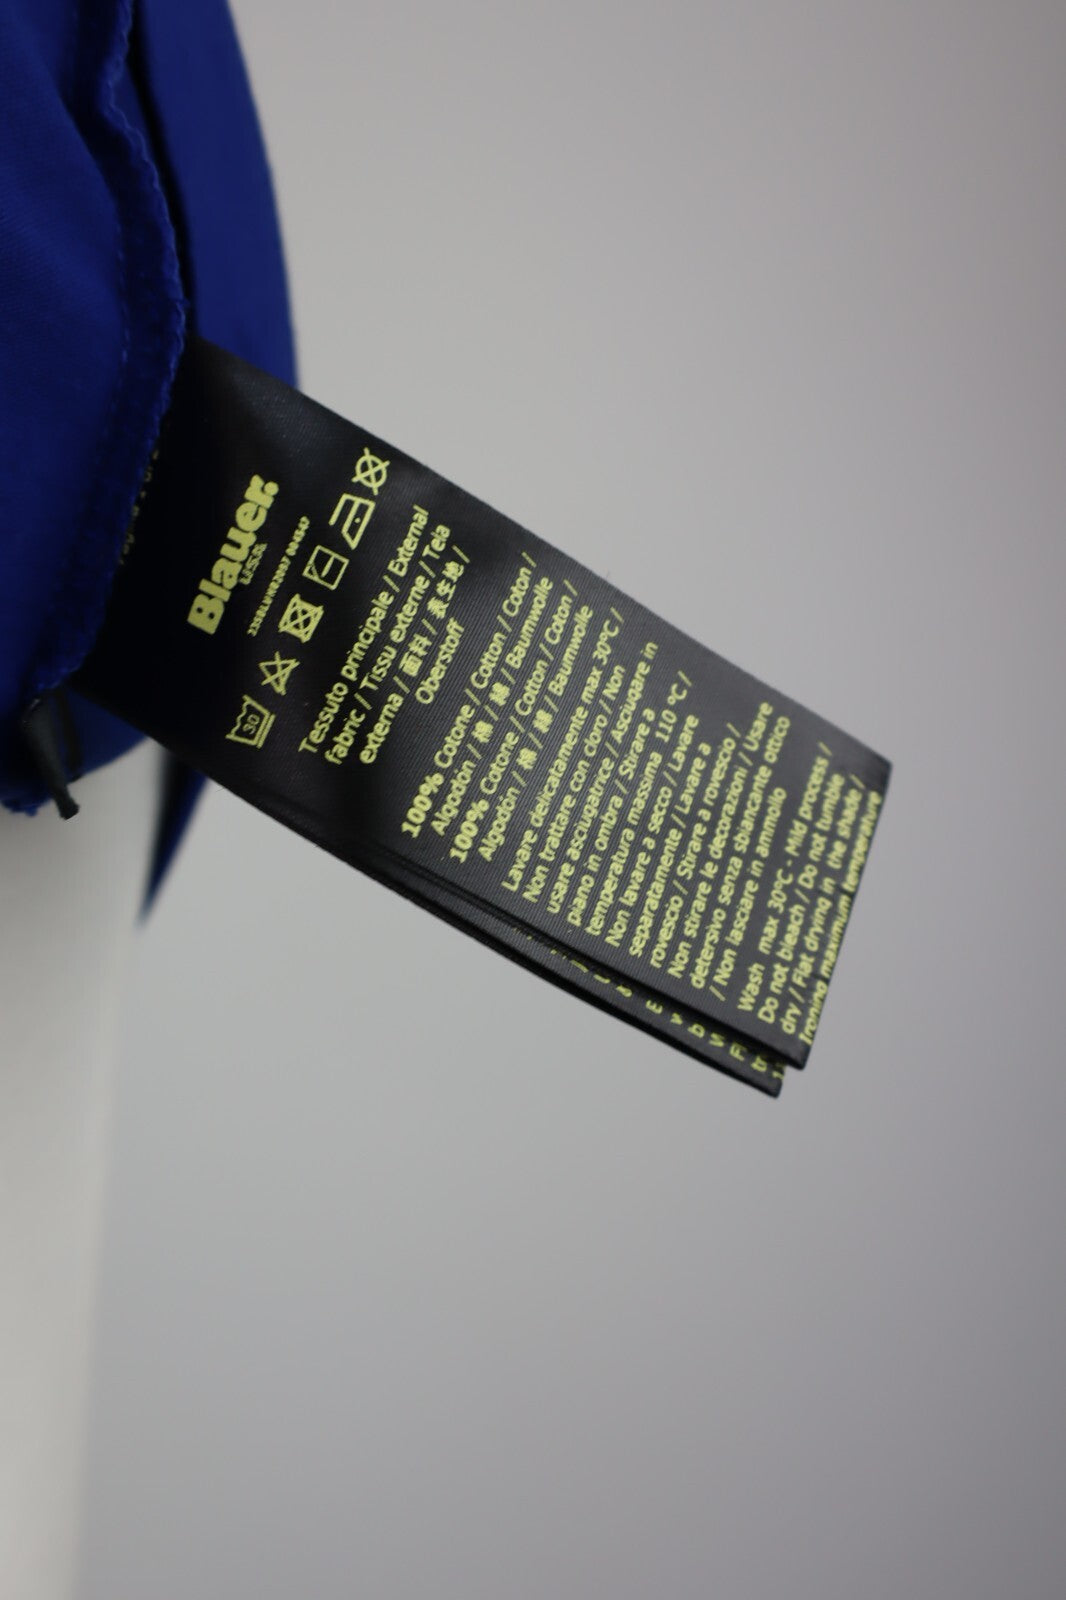 Blauer.
USA
30
Tessuto principale / External
fabric / Tissu externe / Tela
externa / 面料 / 表生地 /
Oberstoff
100% Cotone / Cotton / Coton /
Algodón / 棉 / 綿 / Baumwolle
100% Cotone / Cotton / Coton /
Algodón / 棉 / 綿 / Baumwolle
Lavare delicatamente max 30°C /
Non trattare con cloro / Non
usare asciugatrice / Asciugare in
piano in ombra / Stirare a
temperatura massima 110 °C /
Non lavare a secco / Lavare
separatamente / Lavare a
rovescio / Stirare a rovescio /
Non stirare le decorazioni / Usare
detersivo senza sbiancante ottico
/ Non lasciare in ammollo
Wash max 30°C - Mild process /
Do not bleach / Do not tumble
dry / Flat drying in the shade /
Ironing maximum temperature